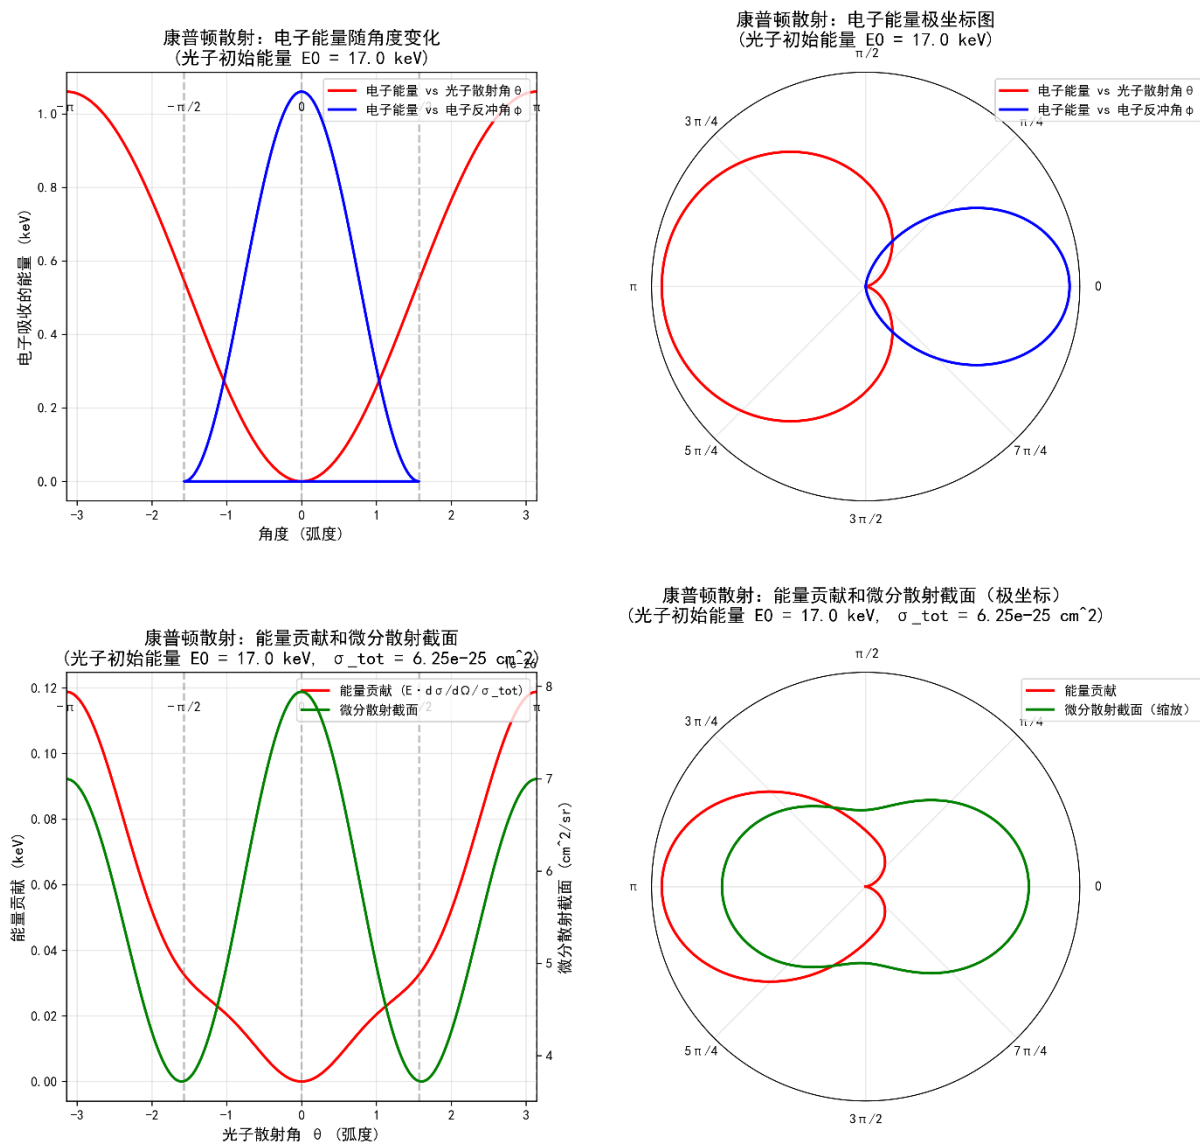 康普顿散射: 电子能量随角度变化
(光子初始能量 E0 = 17.0 keV)
电子能量 vs 光子散射角θ
电子能量 vs 电子反冲角φ
-π
-π/2
0
π/2
π
1.0
0.8
0.6
0.4
0.2
0.0
电子吸收的能量 (keV)
-3
-2
-1
0
1
2
3
角度 (弧度)
康普顿散射: 电子能量极坐标图
(光子初始能量 E0 = 17.0 keV)
π/2
电子能量 vs 光子散射角θ
电子能量 vs 电子反冲角φ
3π/4
π/4
π
0
5π/4
7π/4
3π/2
康普顿散射: 能量贡献和微分散射截面
(光子初始能量 E0 = 17.0 keV, σ_tot = 6.25e-25 cm^2)
1e-26
能量贡献 (E·dσ/dΩ/σ_tot)
微分散射截面
-π
-π/2
0
π/2
π
0.12
0.10
0.08
0.06
0.04
0.02
0.00
能量贡献 (keV)
8
7
6
5
4
微分散射截面 (cm^2/sr)
-3
-2
-1
0
1
2
3
光子散射角 θ (弧度)
康普顿散射: 能量贡献和微分散射截面 (极坐标)
(光子初始能量 E0 = 17.0 keV, σ_tot = 6.25e-25 cm^2)
π/2
能量贡献
微分散射截面 (缩放)
3π/4
π/4
π
0
5π/4
7π/4
3π/2